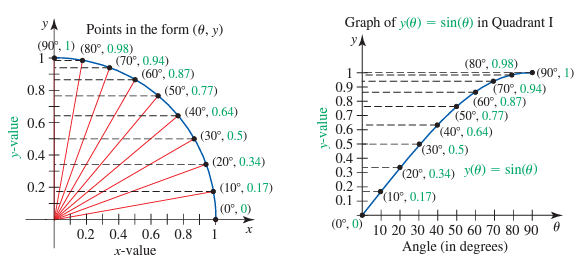 Points in the form (θ, y)
y
(90°, 1)
(80°, 0.98)
(70°, 0.94)
(60°, 0.87)
(50°, 0.77)
(40°, 0.64)
(30°, 0.5)
(20°, 0.34)
(10°, 0.17)
(0°, 0)
1
0.8
0.6
0.4
0.2
y-value
0.2 0.4 0.6 0.8 1
x
x-value
Graph of y(θ) = sin(θ) in Quadrant I
y
(80°, 0.98)
(90°, 1)
(70°, 0.94)
(60°, 0.87)
(50°, 0.77)
(40°, 0.64)
(30°, 0.5)
(20°, 0.34)
y(θ) = sin(θ)
(10°, 0.17)
(0°, 0)
1
0.9
0.8
0.7
0.6
0.5
0.4
0.3
0.2
0.1
y-value
10 20 30 40 50 60 70 80 90
θ
Angle (in degrees)